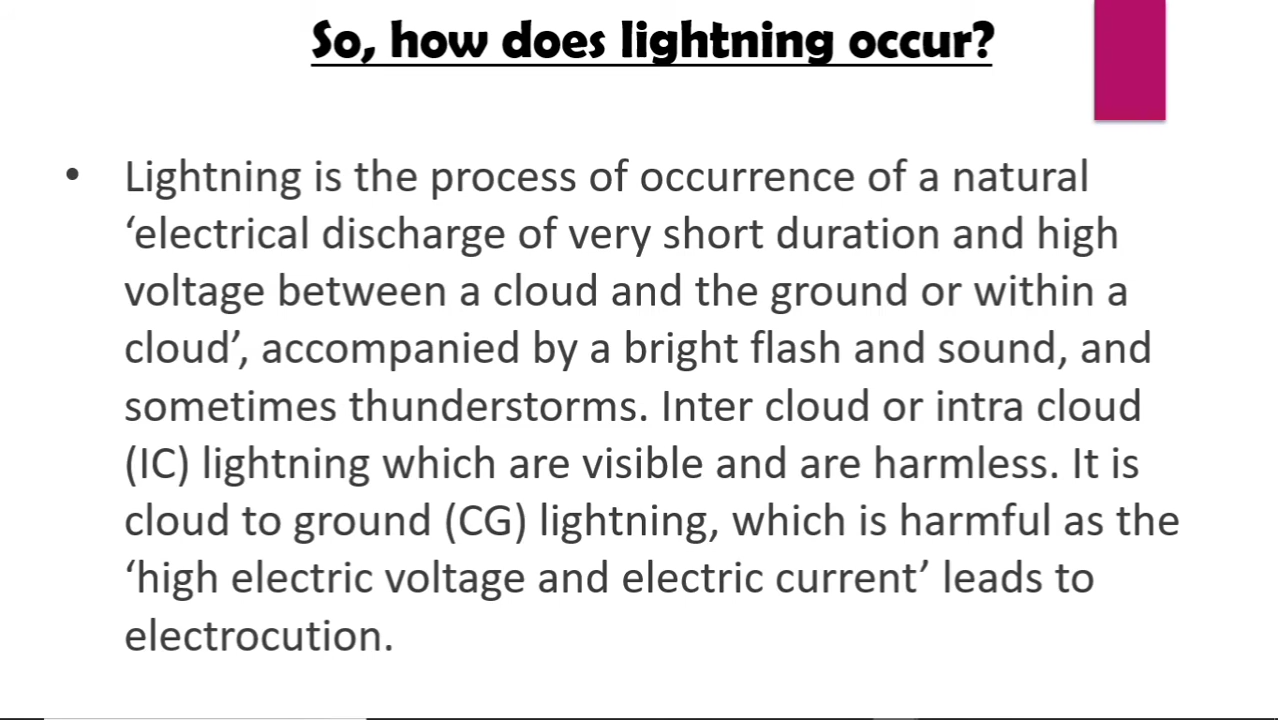 So, how does lightning occur?
• Lightning is the process of occurrence of a natural
‘electrical discharge of very short duration and high
voltage between a cloud and the ground or within a
cloud’, accompanied by a bright flash and sound, and
sometimes thunderstorms. Inter cloud or intra cloud
(IC) lightning which are visible and are harmless. It is
cloud to ground (CG) lightning, which is harmful as the
‘high electric voltage and electric current’ leads to
electrocution.